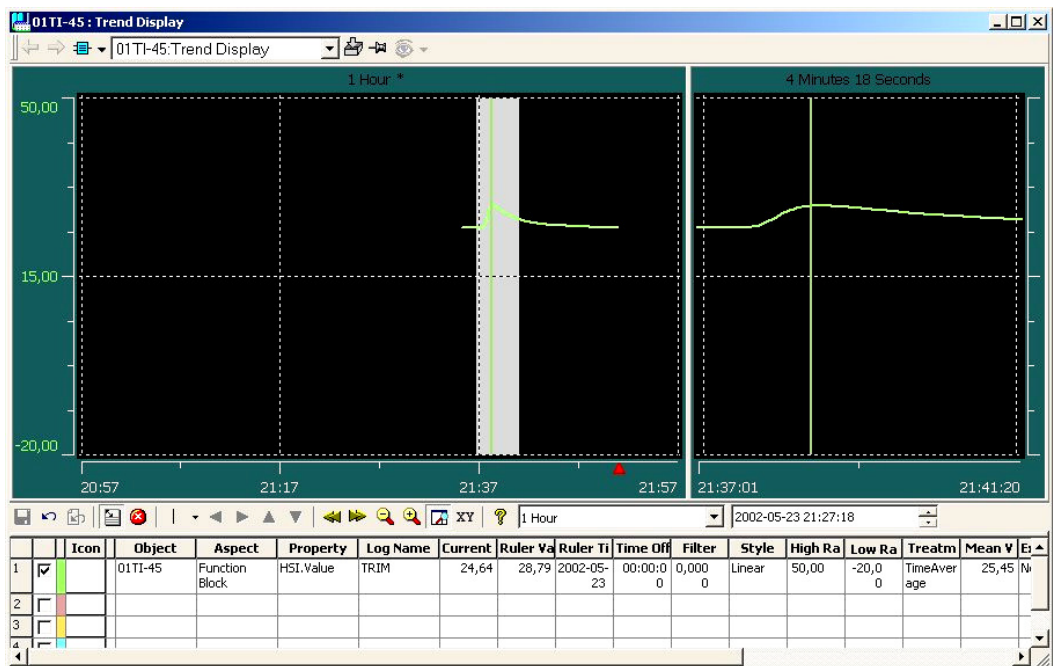 01TI-45 : Trend Display
01TI-45:Trend Display
1 Hour *
4 Minutes 18 Seconds
50,00
15,00
-20,00
20:57 21:17 21:37 21:57
21:37:01 21:41:20
XY 1 Hour 2002-05-23 21:27:18
Icon Object Aspect Property Log Name Current Ruler Va Ruler Ti Time Off Filter Style High Ra Low Ra Treatm Mean V
1 01TI-45 Function HSI.Value TRIM 24,64 28,79 2002-05- 00:00:0 0,000 Linear 50,00 -20,0 TimeAver 25,45
Block 23 0 0 0 age
2
3